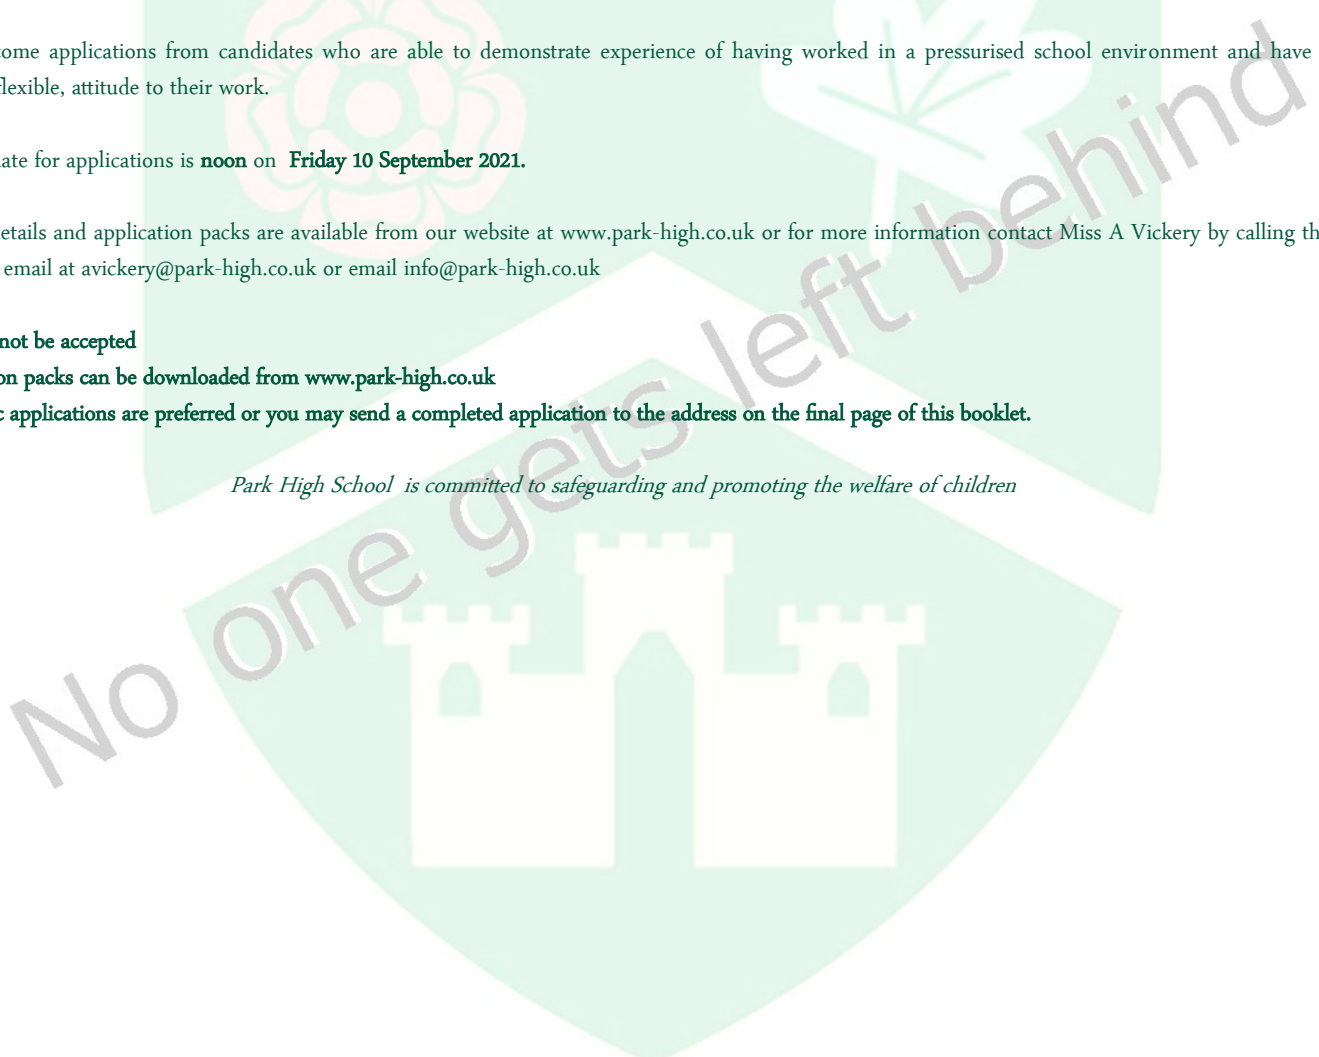 applications from candidates who are able to demonstrate experience of having worked in a pressurised school environment and have
flexible, attitude to their work.
ate for applications is noon on Friday 10 September 2021.
etails and application packs are available from our website at www.park-high.co.uk or for more information contact Miss A Vickery by calling th
email at avickery@park-high.co.uk or email info@park-high.co.uk
not be accepted
on packs can be downloaded from www.park-high.co.uk
c applications are preferred or you may send a completed application to the address on the final page of this booklet.
Park High School is committed to safeguarding and promoting the welfare of children
No one gets left behind